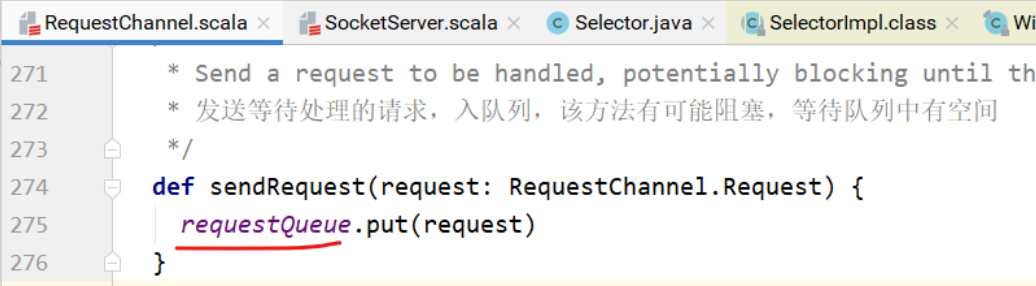 RequestChannel.scala SocketServer.scala Selector.java SelectorImpl.class Wi
271 * Send a request to be handled, potentially blocking until th
272 * 发送等待处理的请求，入队列，该方法有可能阻塞，等待队列中有空间
273 */
274 def sendRequest(request: RequestChannel.Request) {
275 requestQueue.put(request)
276 }